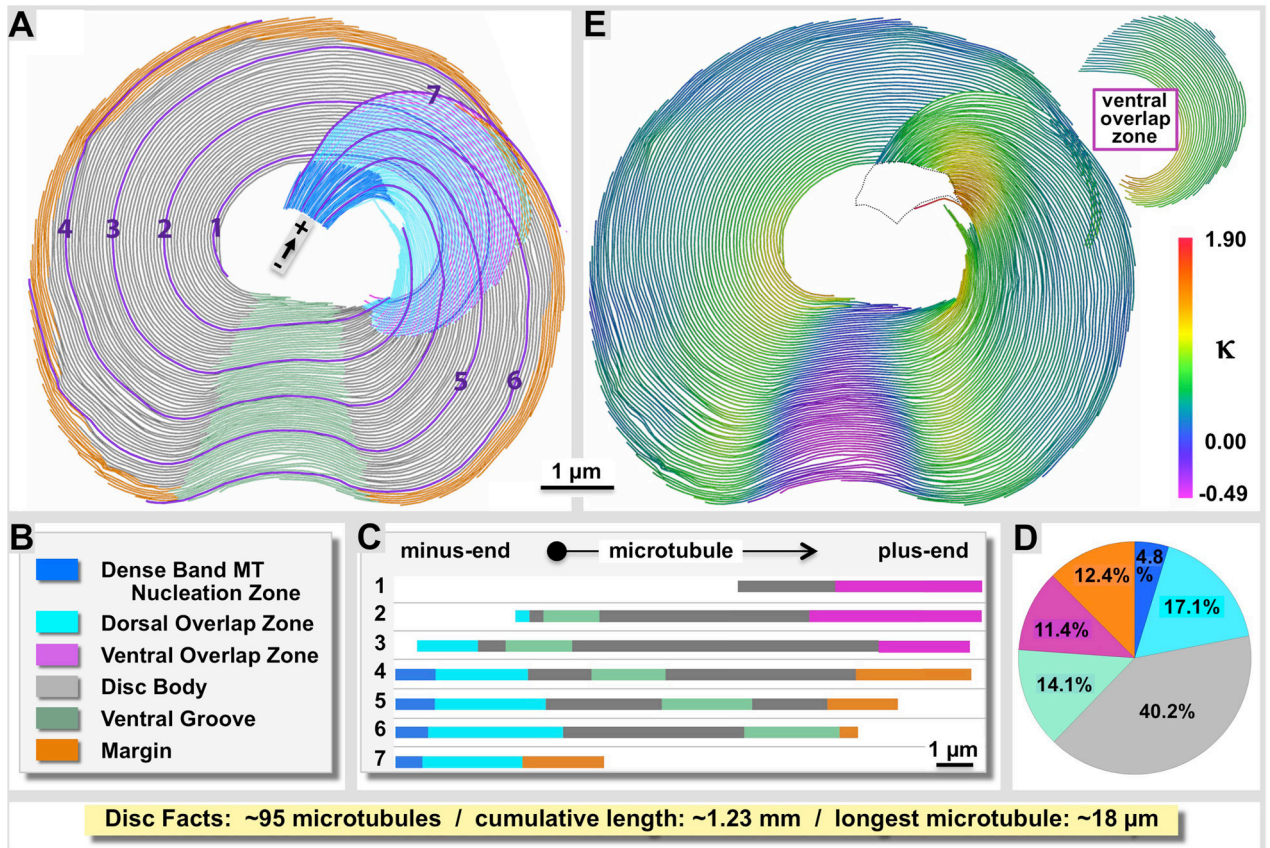 A
7
4
3
2
1
+
-
5
6
1 µm
E
ventral
overlap
zone
1.90
κ
0.00
-0.49
B
Dense Band MT
Nucleation Zone
Dorsal Overlap Zone
Ventral Overlap Zone
Disc Body
Ventral Groove
Margin
C
minus-end microtubule plus-end
1
2
3
4
5
6
7
1 µm
D
4.8
%
12.4%
17.1%
11.4%
14.1%
40.2%
Disc Facts: ~95 microtubules / cumulative length: ~1.23 mm / longest microtubule: ~18 µm